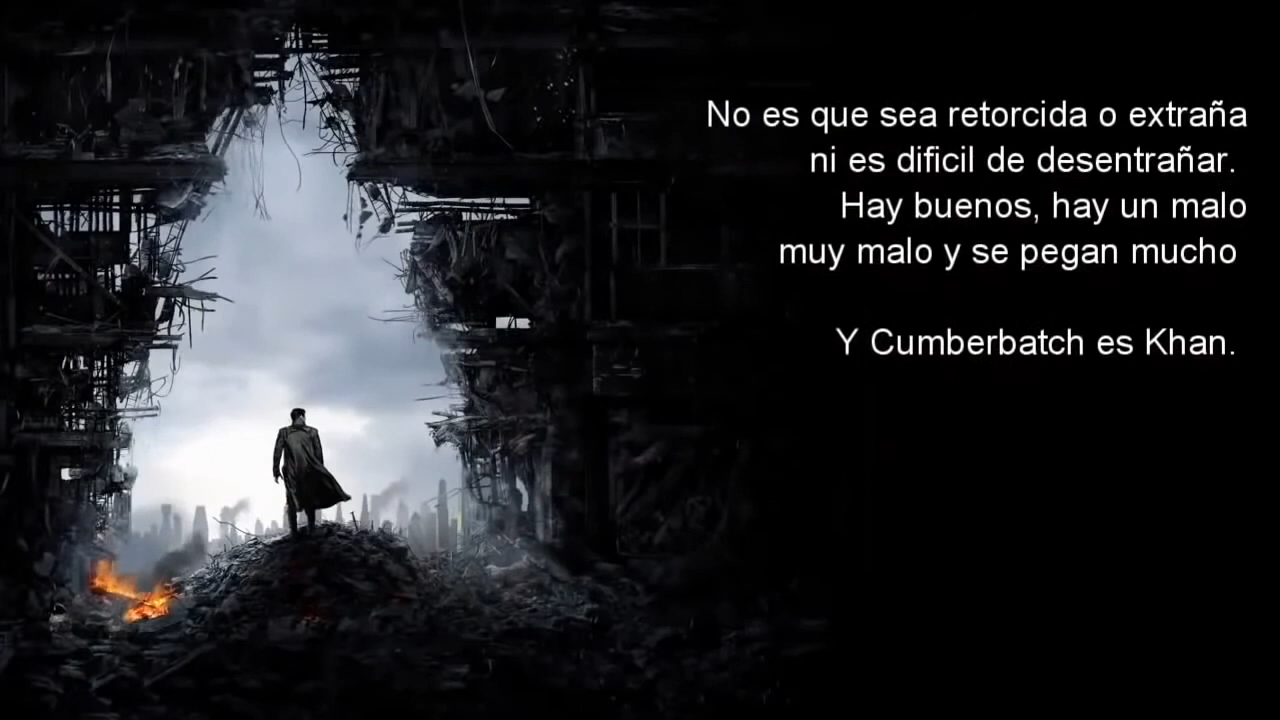 No es que sea retorcida o extraña
ni es dificil de desentrañar.
Hay buenos, hay un malo
muy malo y se pegan mucho
Y Cumberbatch es Khan.